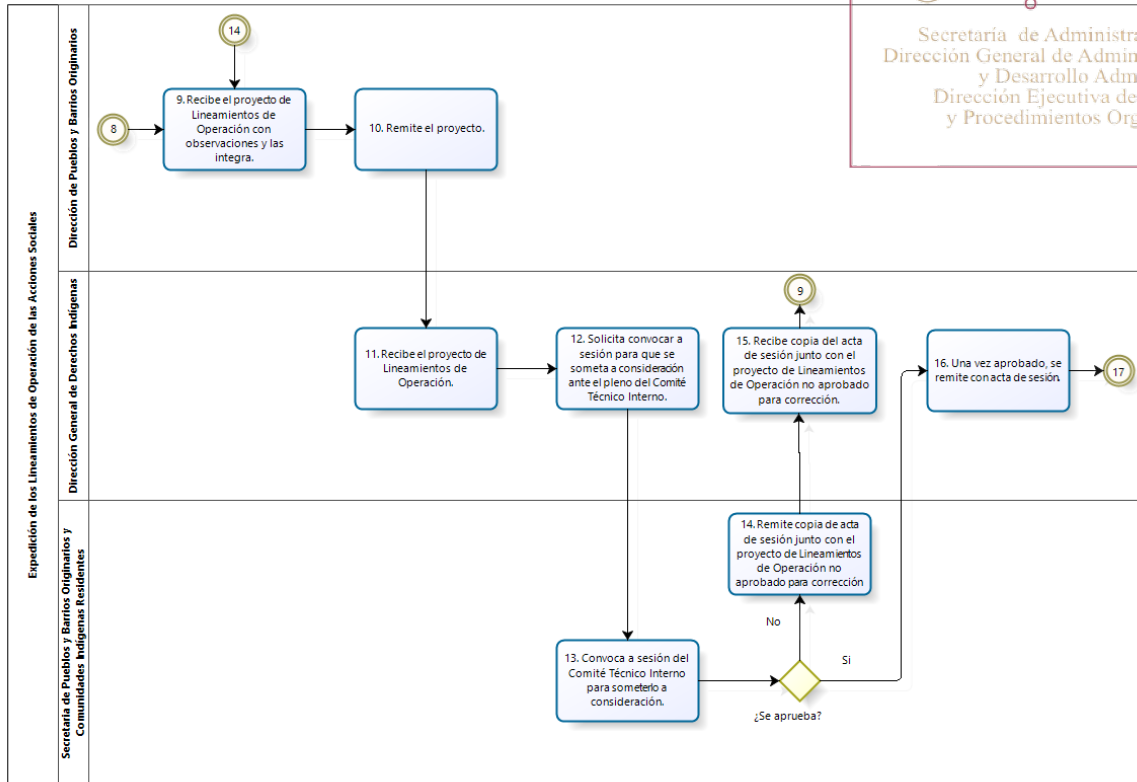 Expedición de los Lineamientos de Operación de las Acciones Sociales
Dirección de Pueblos y Barrios Originarios
14
8
9. Recibe el proyecto de
Lineamientos de
Operación con
observaciones y las
integra.
10. Remite el proyecto.
Secretaría de Administra
Dirección General de Admin
y Desarrollo Adm
Dirección Ejecutiva de
y Procedimientos Org
Dirección General de Derechos Indígenas
11. Recibe el proyecto de
Lineamientos de
Operación.
12. Solicita convocar a
sesión para que se
someta a consideración
ante el pleno del Comité
Técnico Interno.
9
15. Recibe copia del acta
de sesión junto con el
proyecto de Lineamientos
de Operación no aprobado
para corrección.
16. Una vez aprobado, se
remite con acta de sesión.
17
Secretaria de Pueblos y Barrios Originarios y
Comunidades Indígenas Residentes
14. Remite copia de acta
de sesión junto con el
proyecto de Lineamientos
de Operación no
aprobado para corrección
No
Si
13. Convoca a sesión del
Comité Técnico Interno
para someterlo a
consideración.
¿Se aprueba?